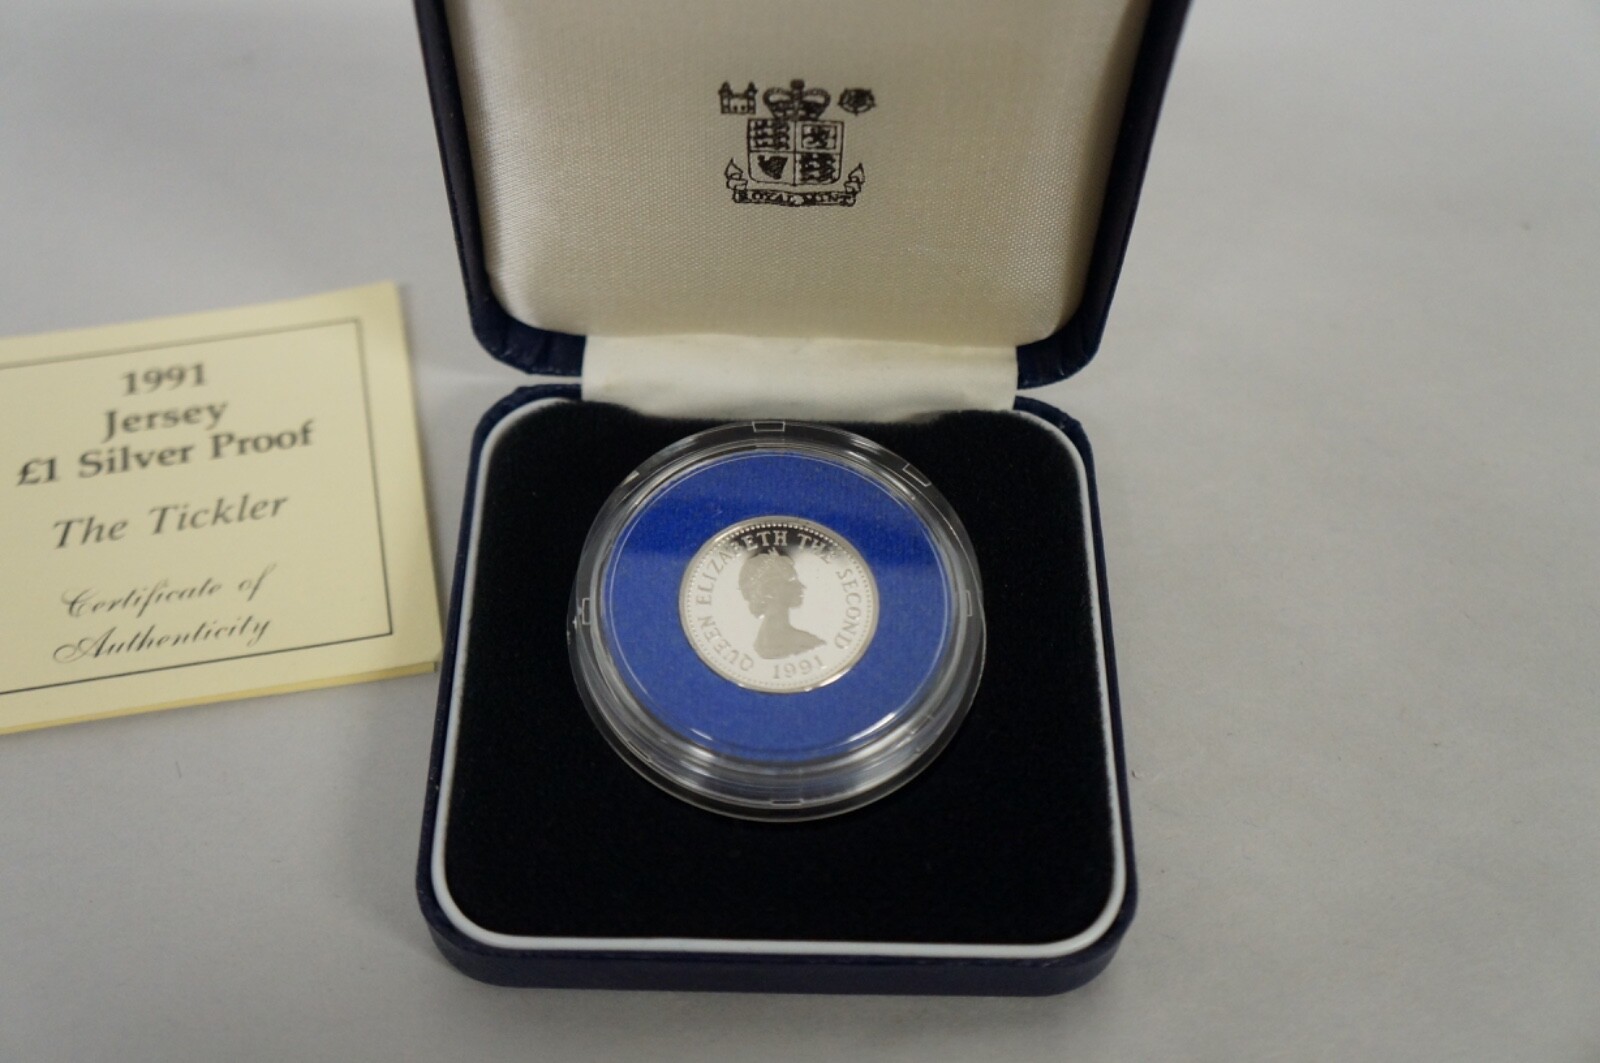 ROYAL MINT
1991
Jersey
£1 Silver Proof
The Tickler
Certificate of
Authenticity
QUEEN ELIZABETH THE SECOND
1991